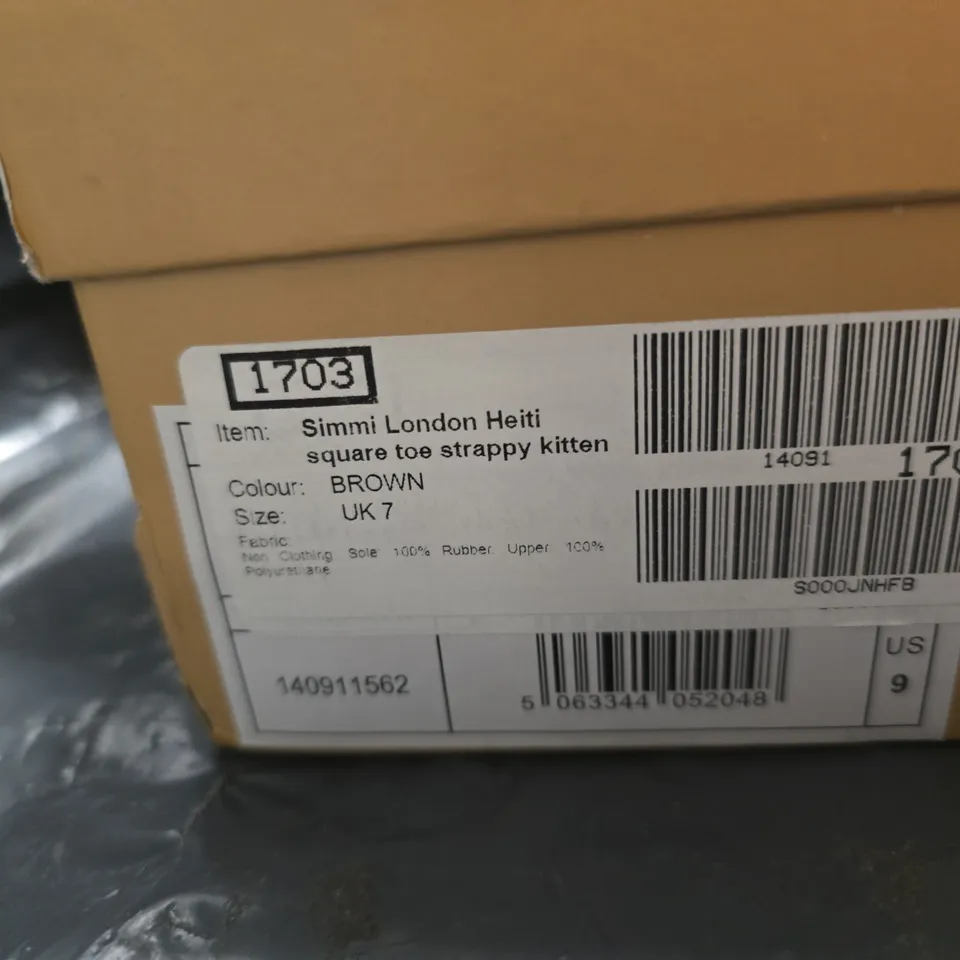 1703
Item: Simmi London Heiti
square toe strappy kitten
Colour: BROWN
Size: UK 7
Fabric:
Non Clothing Sole 100% Rubber. Upper 100%
Polyurethane
14091
S000JNHFB
140911562
5 063344 052048
US
9